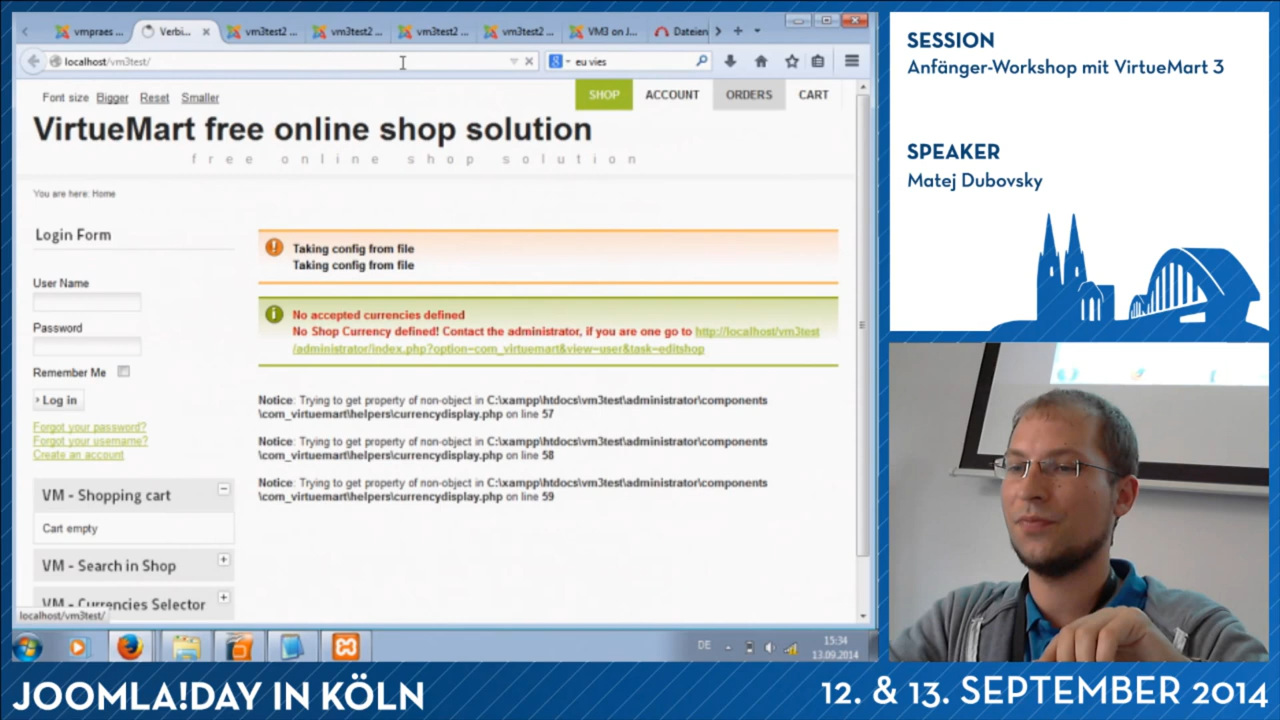 vmpraes ...
Verbi...
vm3test2 ...
vm3test2 ...
vm3test2 ...
vm3test2 ...
VM3 on J...
Dateien
localhost/vm3test/
eu vies
Font size Bigger Reset Smaller
SHOP ACCOUNT ORDERS CART
VirtueMart free online shop solution
free online shop solution
You are here: Home
Login Form
User Name
Password
Remember Me
Log in
Forgot your password?
Forgot your username?
Create an account
VM - Shopping cart
Cart empty
VM - Search in Shop
VM - Currencies Selector
localhost/vm3test/
Taking config from file
Taking config from file
No accepted currencies defined
No Shop Currency defined! Contact the administrator, if you are one go to http://localhost/vm3test
/administrator/index.php?option=com_virtuemart&view=user&task=editshop
Notice: Trying to get property of non-object in C:\xampp\htdocs\vm3test\administrator\components
\com_virtuemart\helpers\currencydisplay.php on line 57
Notice: Trying to get property of non-object in C:\xampp\htdocs\vm3test\administrator\components
\com_virtuemart\helpers\currencydisplay.php on line 58
Notice: Trying to get property of non-object in C:\xampp\htdocs\vm3test\administrator\components
\com_virtuemart\helpers\currencydisplay.php on line 59
DE
15:34
13.09.2014
SESSION
Anfänger-Workshop mit VirtueMart 3
SPEAKER
Matej Dubovsky
JOOMLA!DAY IN KÖLN
12. & 13. SEPTEMBER 2014